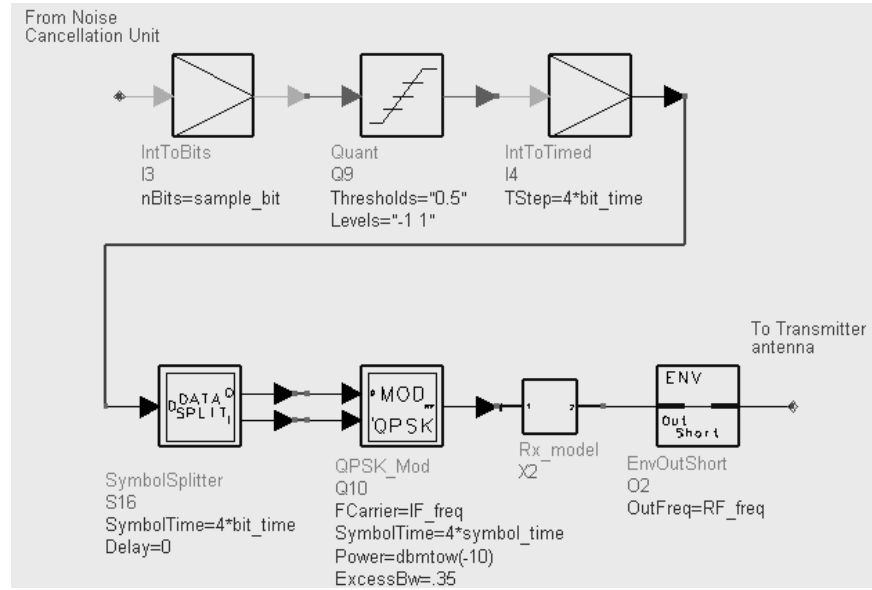 From Noise
Cancellation Unit
IntToBits
I3
nBits=sample_bit
Quant
Q9
Thresholds="0.5"
Levels="-1 1"
IntToTimed
I4
TStep=4*bit_time
To Transmitter
antenna
D DATA Q
SPLIT I
MOD
QPSK
1 2
ENV
Out
Short
SymbolSplitter
S16
SymbolTime=4*bit_time
Delay=0
QPSK_Mod
Q10
FCarrier=IF_freq
SymbolTime=4*symbol_time
Power=dbmtow(-10)
ExcessBw=.35
Rx_model
X2
EnvOutShort
O2
OutFreq=RF_freq